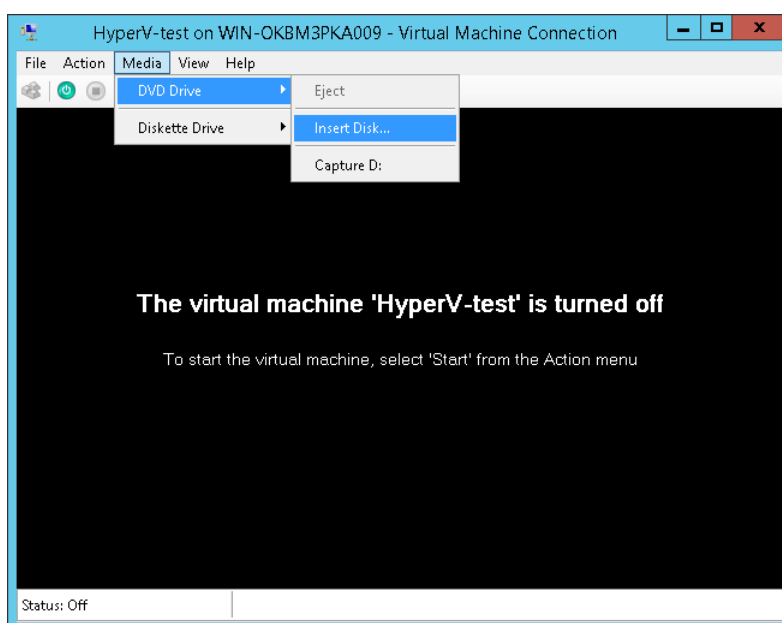 HyperV-test on WIN-OKBM3PKA009 - Virtual Machine Connection
File Action Media View Help
DVD Drive
Eject
Diskette Drive
Insert Disk...
Capture D:
The virtual machine 'HyperV-test' is turned off
To start the virtual machine, select 'Start' from the Action menu
Status: Off